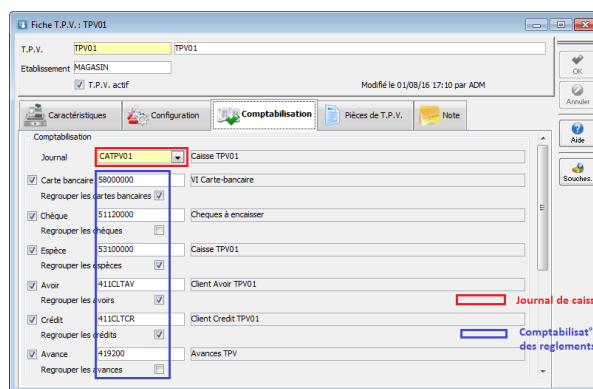 Fiche T.P.V. : TPV01
T.P.V. TPV01 TPV01
Etablissement MAGASIN
T.P.V. actif Modifié le 01/08/16 17:10 par ADM
OK
Annuler
Aide
Souches.
Caractéristiques Configuration Comptabilisation Pièces de T.P.V. Note
Comptabilisation
Journal CATPV01 Caisse TPV01
Carte bancaire 58000000 VI Carte-bancaire
Regrouper les cartes bancaires
Chèque 51120000 Cheques à encaisser
Regrouper les chèques
Espèce 53100000 Caisse TPV01
Regrouper les espèces
Avoir 411CLTAV Client Avoir TPV01
Regrouper les avoirs
Journal de caiss
Crédit 411CLTCR Client Credit TPV01
Regrouper les crédits
Comptabilisat°
des reglements
Avance 419200 Avances TPV
Regrouper les avances